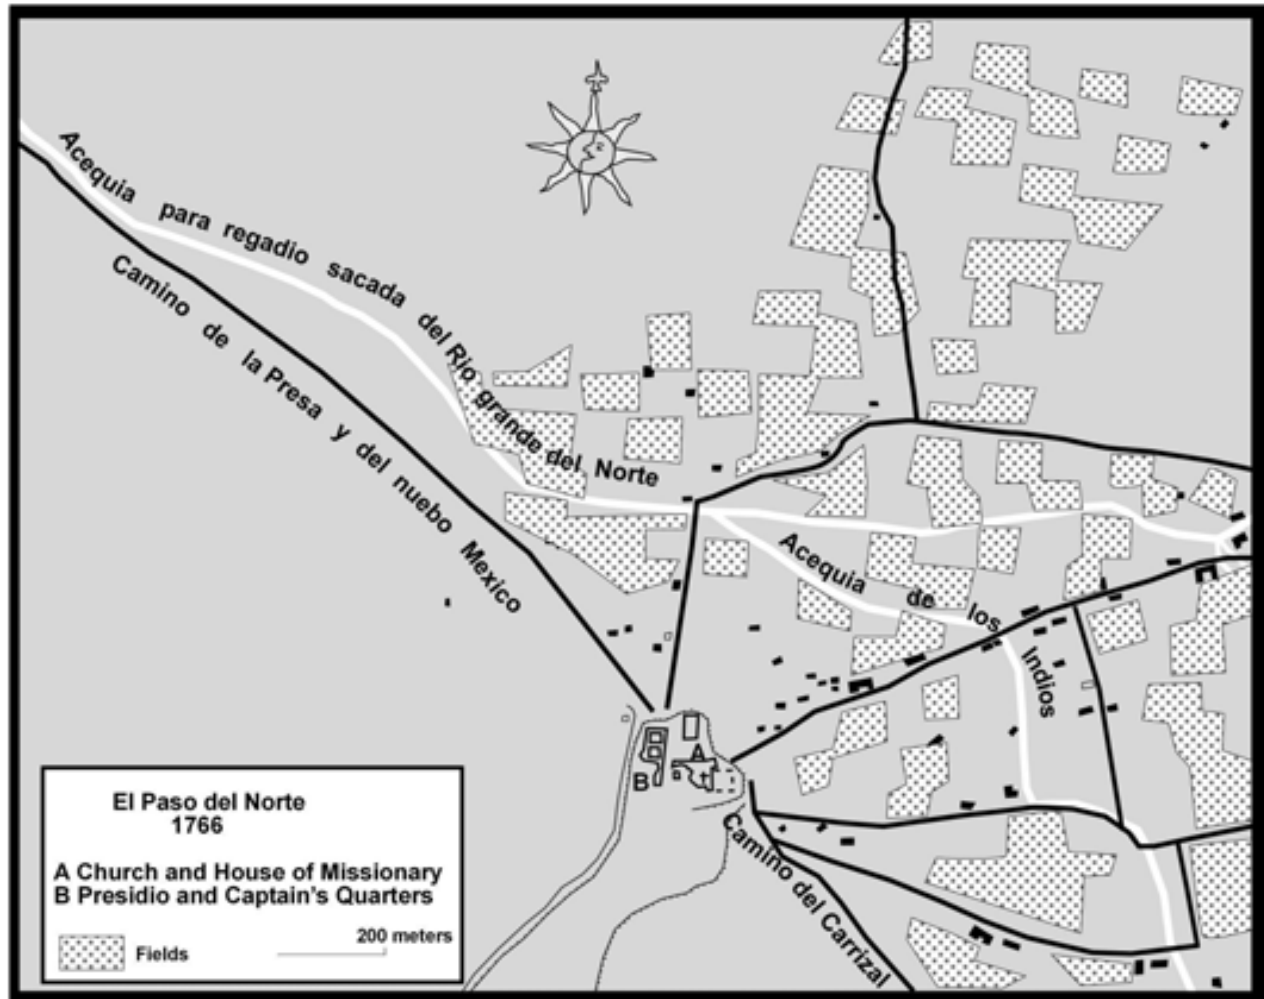 Acequia para regadio sacada del Rio grande del Norte
Camino de la Presa y del nuebo Mexico
Acequia de los Indios
A
B
Camino del Carrizal
El Paso del Norte
1766
A Church and House of Missionary
B Presidio and Captain's Quarters
Fields
200 meters